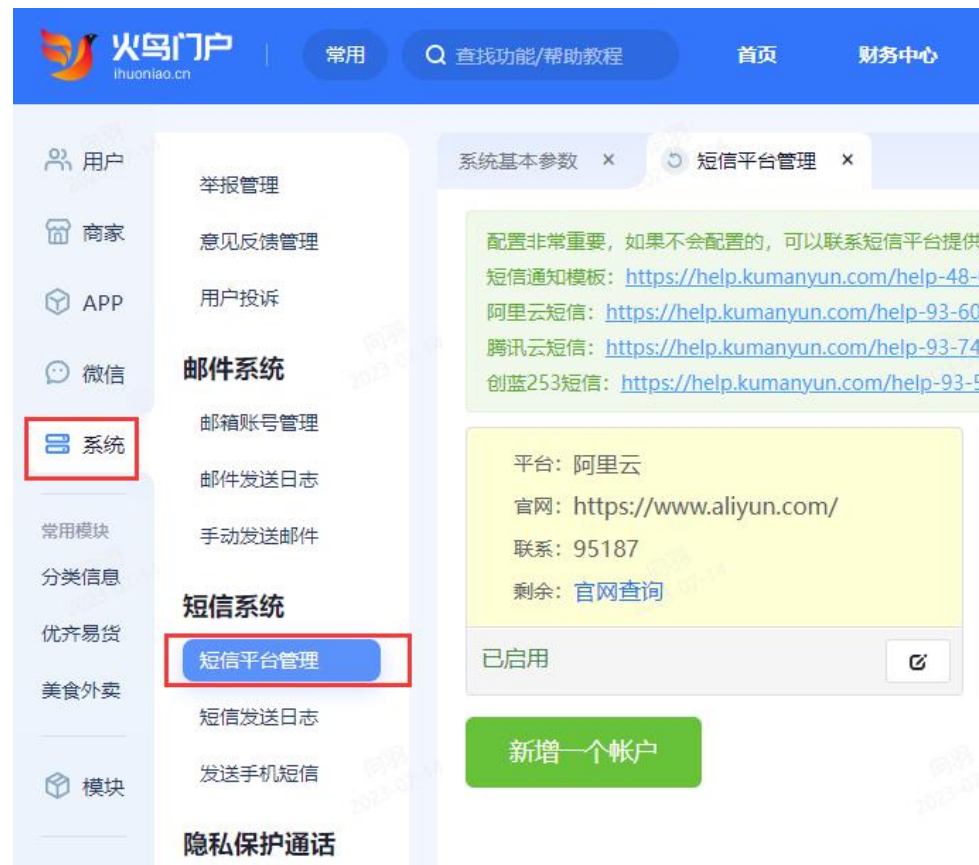 火鸟门户
ihuoniao.cn
常用
查找功能/帮助教程
首页
财务中心
用户
商家
APP
微信
系统
常用模块
分类信息
优齐易货
美食外卖
模块
举报管理
意见反馈管理
用户投诉
邮件系统
邮箱账号管理
邮件发送日志
手动发送邮件
短信系统
短信平台管理
短信发送日志
发送手机短信
隐私保护通话
系统基本参数 ×
短信平台管理 ×
配置非常重要，如果不会配置的，可以联系短信平台提供
短信通知模板：https://help.kumanyun.com/help-48-
阿里云短信：https://help.kumanyun.com/help-93-60
腾讯云短信：https://help.kumanyun.com/help-93-74
创蓝253短信：https://help.kumanyun.com/help-93-5
平台：阿里云
官网：https://www.aliyun.com/
联系：95187
剩余：官网查询
已启用
新增一个帐户